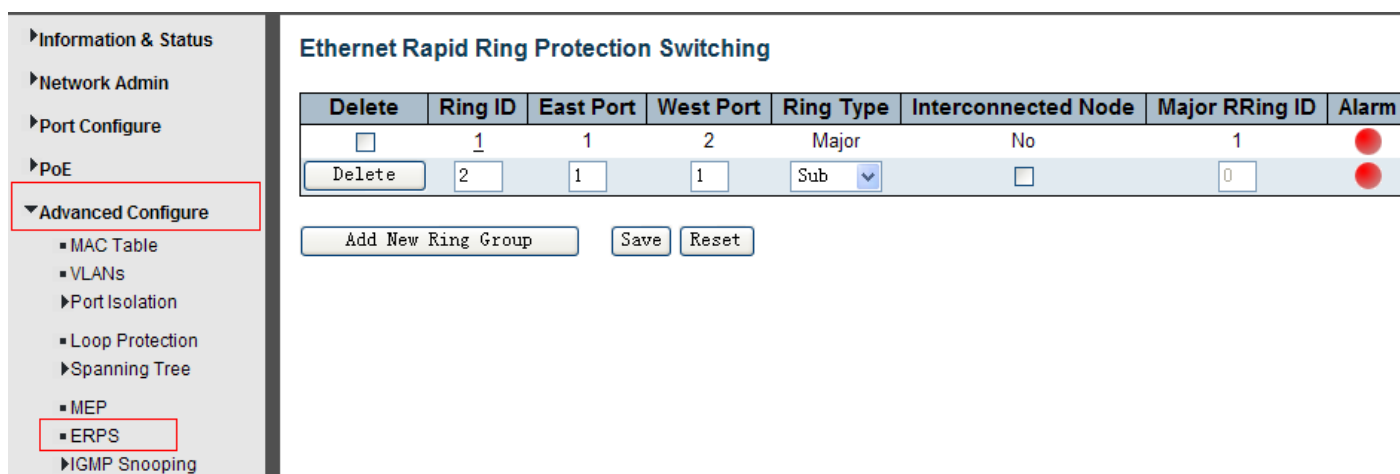 Information & Status
Network Admin
Port Configure
PoE
Advanced Configure
MAC Table
VLANs
Port Isolation
Loop Protection
Spanning Tree
MEP
ERPS
IGMP Snooping
Ethernet Rapid Ring Protection Switching
Delete Ring ID East Port West Port Ring Type Interconnected Node Major RRing ID Alarm
1 1 2 Major No 1
Delete 2 1 1 Sub 0
Add New Ring Group Save Reset